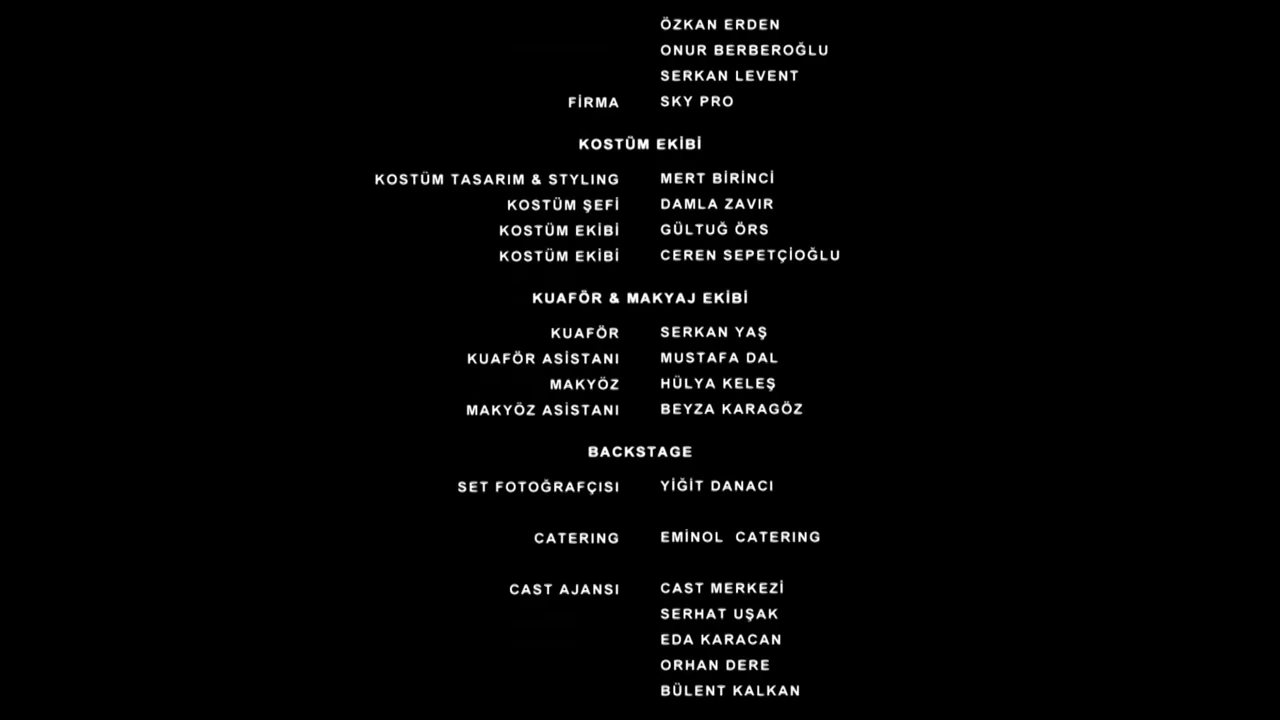 ÖZKAN ERDEN
ONUR BERBEROĞLU
SERKAN LEVENT
FİRMA SKY PRO
KOSTÜM EKİBİ
KOSTÜM TASARIM & STYLING MERT BİRİNCİ
KOSTÜM ŞEFİ DAMLA ZAVIR
KOSTÜM EKİBİ GÜLTUĞ ÖRS
KOSTÜM EKİBİ CEREN SEPETÇİOĞLU
KUAFÖR & MAKYAJ EKİBİ
KUAFÖR SERKAN YAŞ
KUAFÖR ASİSTANI MUSTAFA DAL
MAKYÖZ HÜLYA KELEŞ
MAKYÖZ ASİSTANI BEYZA KARAGÖZ
BACKSTAGE
SET FOTOĞRAFÇISI YİĞİT DANACI
CATERING EMİNOL CATERING
CAST AJANSI CAST MERKEZİ
SERHAT UŞAK
EDA KARACAN
ORHAN DERE
BÜLENT KALKAN